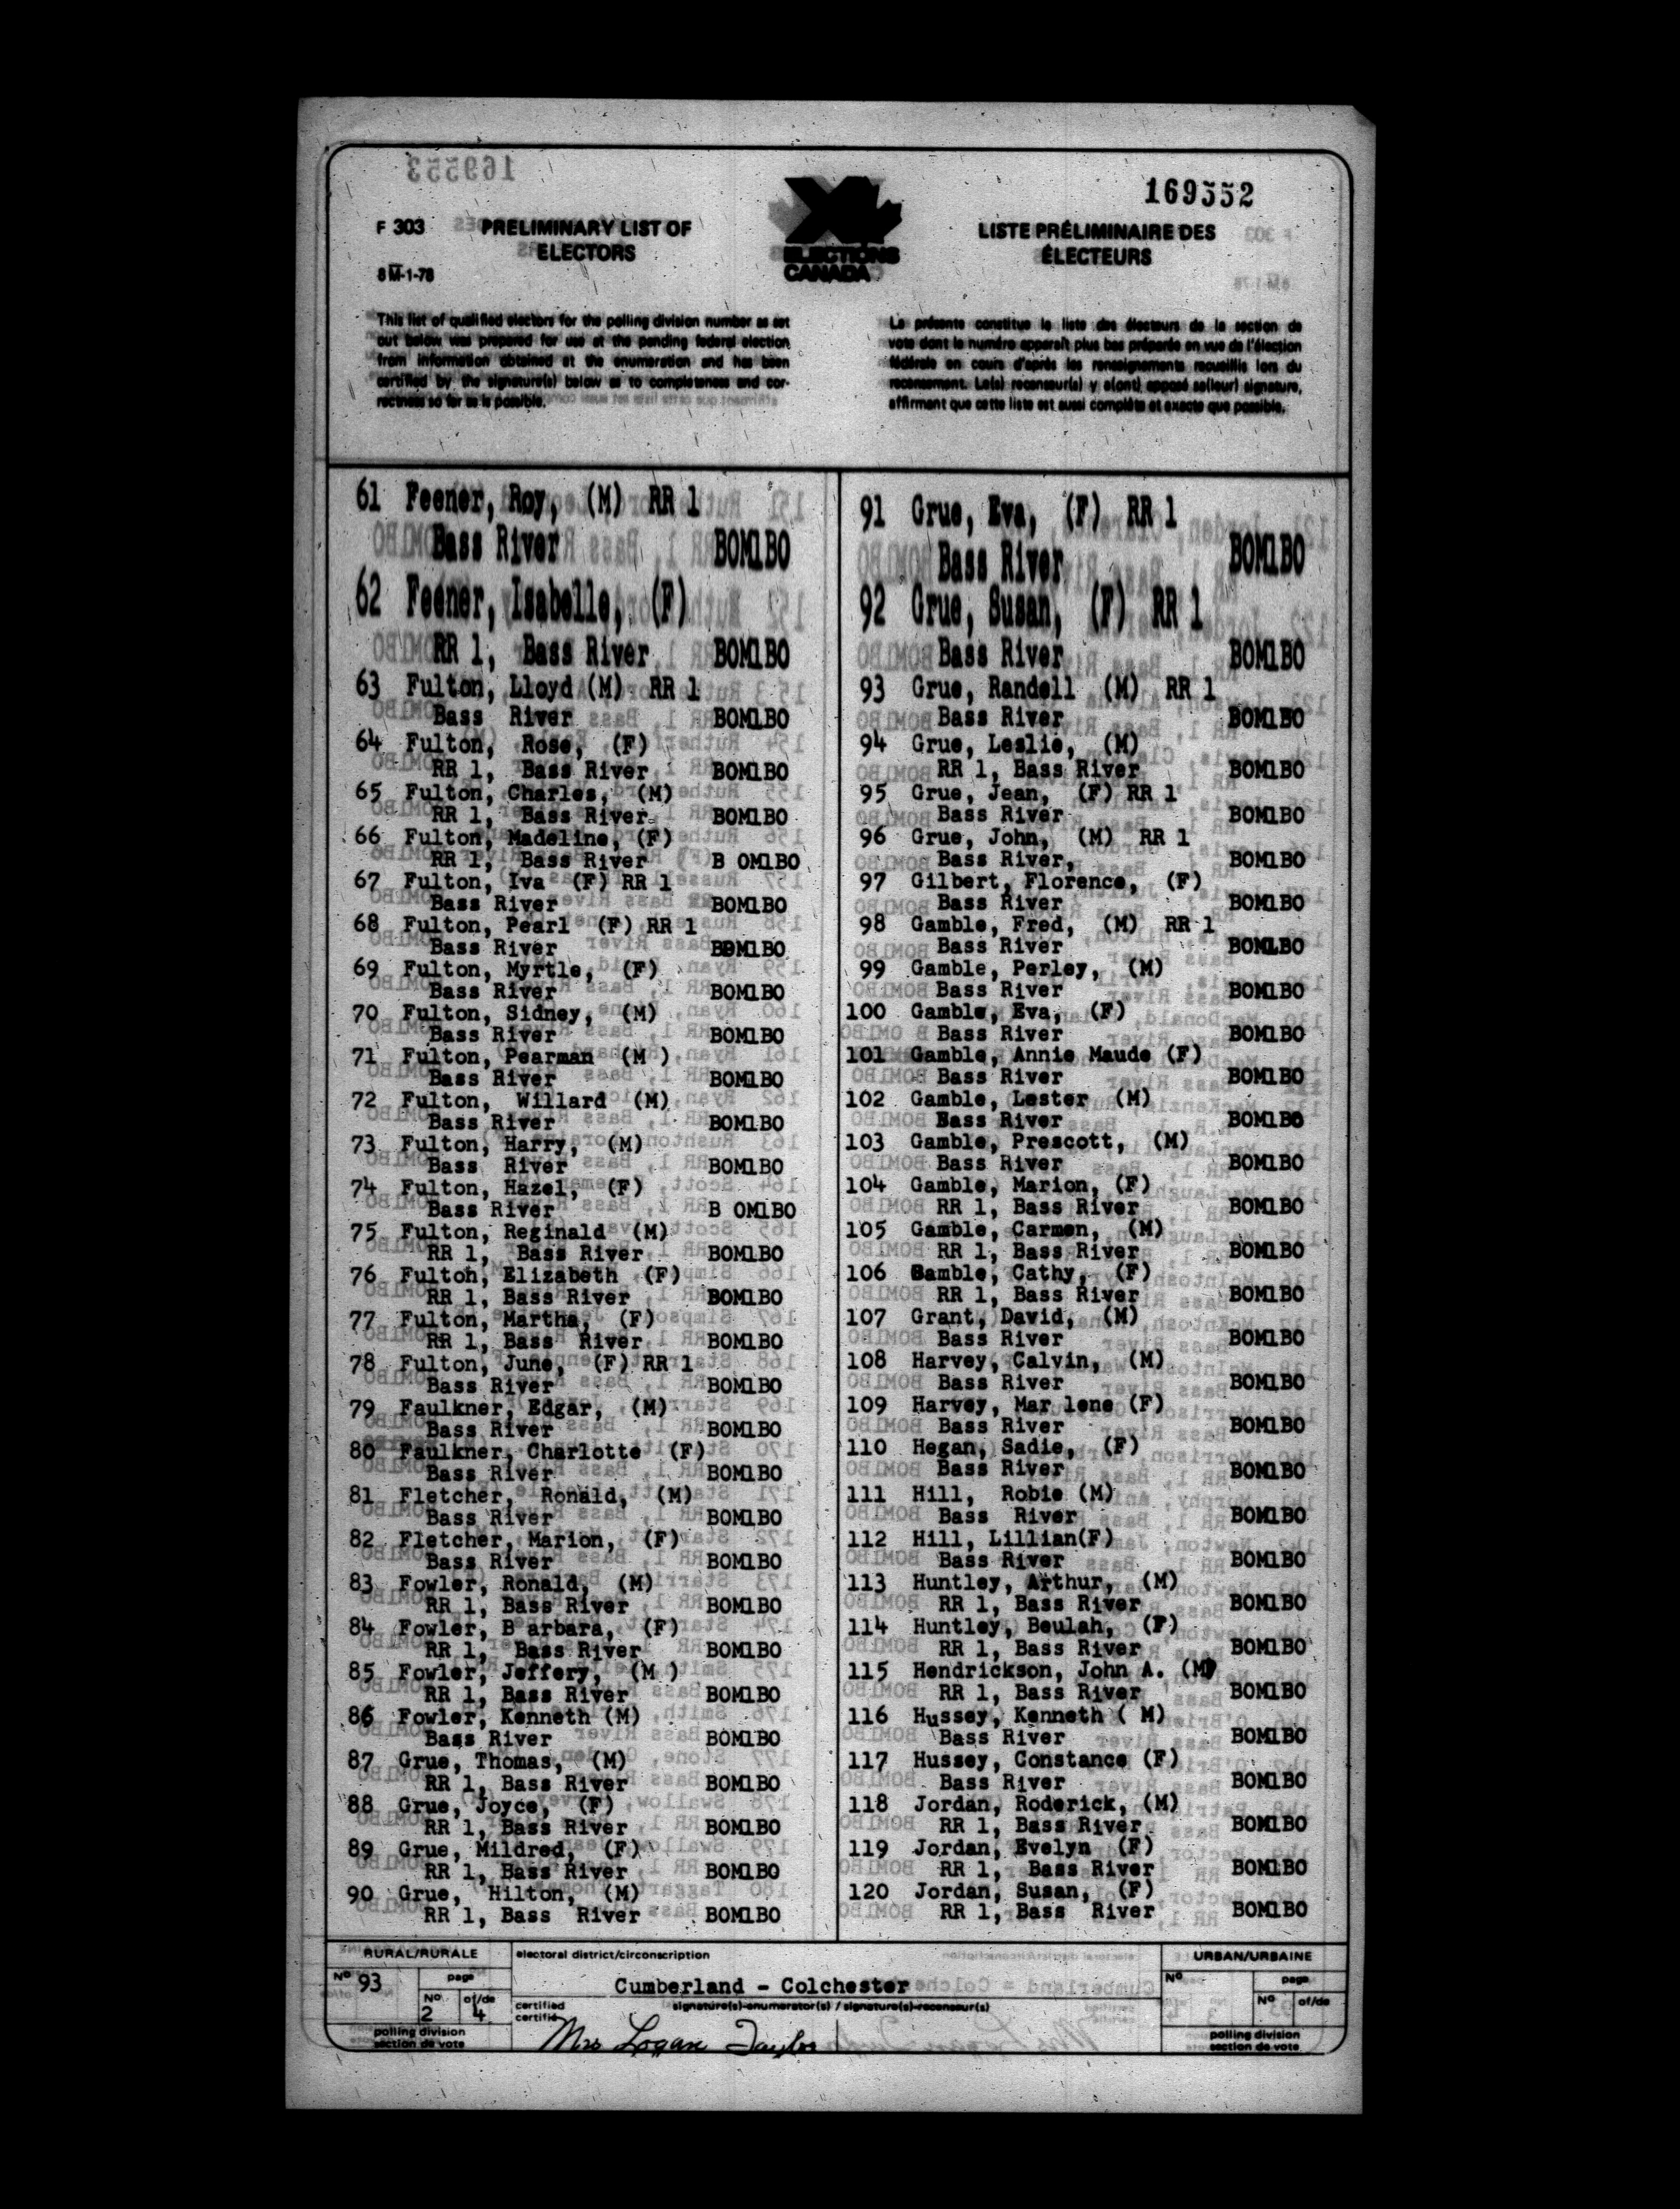 169552
F 303 PRELIMINARY LIST OF
ELECTORS
8 M-1-78
ELECTIONS
CANADA
LISTE PRÉLIMINAIRE DES
ÉLECTEURS
This list of qualified electors for the polling division number as set
out below was prepared for use at the pending federal election
from information obtained at the enumeration and has been
certified by the signature(s) below as to completeness and cor-
rectness so far as is possible.
La présente constitue la liste des électeurs de la section de
vote dont le numéro apparaît plus bas préparée en vue de l'élection
fédérale en cours d'après les renseignements recueillis lors du
recensement. Le(s) recenseur(s) y a(ont) apposé sa(leur) signature,
affirmant que cette liste est aussi complète et exacte que possible.
61 Feener, Roy, (M) RR 1
Bass River BOM1BO
62 Feener, Isabelle, (F)
RR 1, Bass River BOM1BO
63 Fulton, Lloyd (M) RR 1
Bass River BOM1BO
64 Fulton, Rose, (F)
RR 1, Bass River BOM1BO
65 Fulton, Charles, (M)
RR 1, Bass River BOM1BO
66 Fulton, Madeline, (F)
RR 1, Bass River B OM1BO
67 Fulton, Iva (F) RR 1
Bass River BOM1BO
68 Fulton, Pearl (F) RR 1
Bass River BOM1BO
69 Fulton, Myrtle, (F)
Bass River BOM1BO
70 Fulton, Sidney, (M)
Bass River BOM1BO
71 Fulton, Pearman (M )
Bass River BOM1BO
72 Fulton, Willard (M)
Bass River BOM1BO
73 Fulton, Harry, (M)
Bass River BOM1BO
74 Fulton, Hazel, (F)
Bass River B OM1BO
75 Fulton, Reginald (M)
RR 1, Bass River BOM1BO
76 Fulton, Elizabeth (F)
RR 1, Bass River BOM1BO
77 Fulton, Martha, (F)
RR 1, Bass River BOM1BO
78 Fulton, June, (F) RR 1
Bass River BOM1BO
79 Faulkner, Edgar, (M)
Bass River BOM1BO
80 Faulkner, Charlotte (F)
Bass River BOM1BO
81 Fletcher, Ronald, (M)
Bass River BOM1BO
82 Fletcher, Marion, (F)
Bass River BOM1BO
83 Fowler, Ronald, (M)
RR 1, Bass River BOM1BO
84 Fowler, B arbara, (F)
RR 1, Bass River BOM1BO
85 Fowler, Jeffery, (M )
RR 1, Bass River BOM1BO
86 Fowler, Kenneth (M)
Bass River BOM1BO
87 Grue, Thomas, (M)
RR 1, Bass River BOM1BO
88 Grue, Joyce, (F)
RR 1, Bass River BOM1BO
89 Grue, Mildred, (F)
RR 1, Bass River BOM1BO
90 Grue, Hilton, (M)
RR 1, Bass River BOM1BO
91 Grue, Eva, (F) RR 1
Bass River BOM1BO
92 Grue, Susan, (F) RR 1
Bass River BOM1BO
93 Grue, Randell (M) RR 1
Bass River BOM1BO
94 Grue, Leslie, (M)
RR 1, Bass River BOM1BO
95 Grue, Jean, (F) RR 1
Bass River BOM1BO
96 Grue, John, (M) RR 1
Bass River, BOM1BO
97 Gilbert, Florence, (F)
Bass River BOM1BO
98 Gamble, Fred, (M) RR 1
Bass River BOM1BO
99 Gamble, Perley, (M)
Bass River BOM1BO
100 Gamble, Eva, (F)
Bass River BOM1BO
101 Gamble, Annie Maude (F)
Bass River BOM1BO
102 Gamble, Lester (M)
Bass River BOM1BO
103 Gamble, Prescott, (M)
Bass River BOM1BO
104 Gamble, Marion, (F)
RR 1, Bass River BOM1BO
105 Gamble, Carmen, (M)
RR 1, Bass River BOM1BO
106 Gamble, Cathy, (F)
RR 1, Bass River BOM1BO
107 Grant, David, (M)
Bass River BOM1BO
108 Harvey, Calvin, (M)
Bass River BOM1BO
109 Harvey, Mar lene (F)
Bass River BOM1BO
110 Hegan, Sadie, (F)
Bass River BOM1BO
111 Hill, Robie (M)
Bass River BOM1BO
112 Hill, Lillian(F)
Bass River BOM1BO
113 Huntley, Arthur, (M)
RR 1, Bass River BOM1BO
114 Huntley, Beulah, (F)
RR 1, Bass River BOM1BO
115 Hendrickson, John A. (M)
RR 1, Bass River BOM1BO
116 Hussey, Kenneth ( M)
Bass River BOM1BO
117 Hussey, Constance (F)
Bass River BOM1BO
118 Jordan, Roderick, (M)
RR 1, Bass River BOM1BO
119 Jordan, Evelyn (F)
RR 1, Bass River BOM1BO
120 Jordan, Susan, (F)
RR 1, Bass River BOM1BO
RURAL/RURALE
No 93
page
No 2 of/de 4
polling division
section de vote
electoral district/circonscription
Cumberland - Colchester
certified
certifié
signature(s)-enumerator(s) / signature(s)-recenseur(s)
Mrs Logan Taylor
URBAN/URBAINE
No
page
No of/de
polling division
section de vote